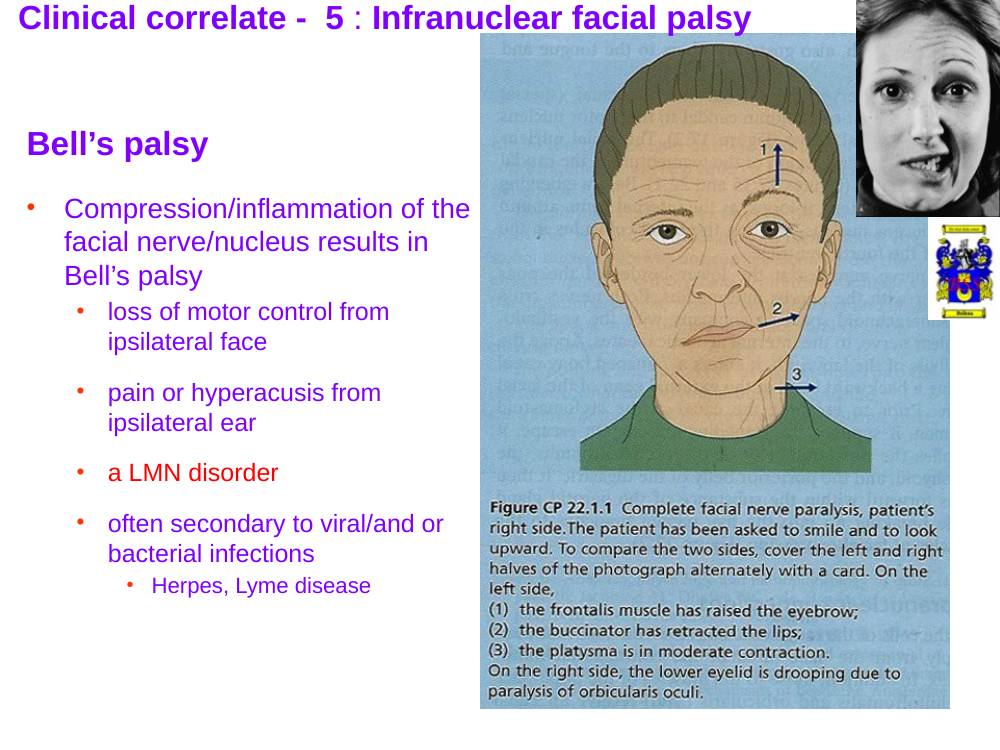 Clinical correlate -  5 : Infranuclear facial palsy
Bell’s palsy
• Compression/inflammation of the
facial nerve/nucleus results in
Bell’s palsy
• loss of motor control from
ipsilateral face
• pain or hyperacusis from
ipsilateral ear
• a LMN disorder
• often secondary to viral/and or
bacterial infections
• Herpes, Lyme disease
1
2
3
Figure CP 22.1.1  Complete facial nerve paralysis, patient's
right side.The patient has been asked to smile and to look
upward. To compare the two sides, cover the left and right
halves of the photograph alternately with a card. On the
left side,
(1)  the frontalis muscle has raised the eyebrow;
(2)  the buccinator has retracted the lips;
(3)  the platysma is in moderate contraction.
On the right side, the lower eyelid is drooping due to
paralysis of orbicularis oculi.